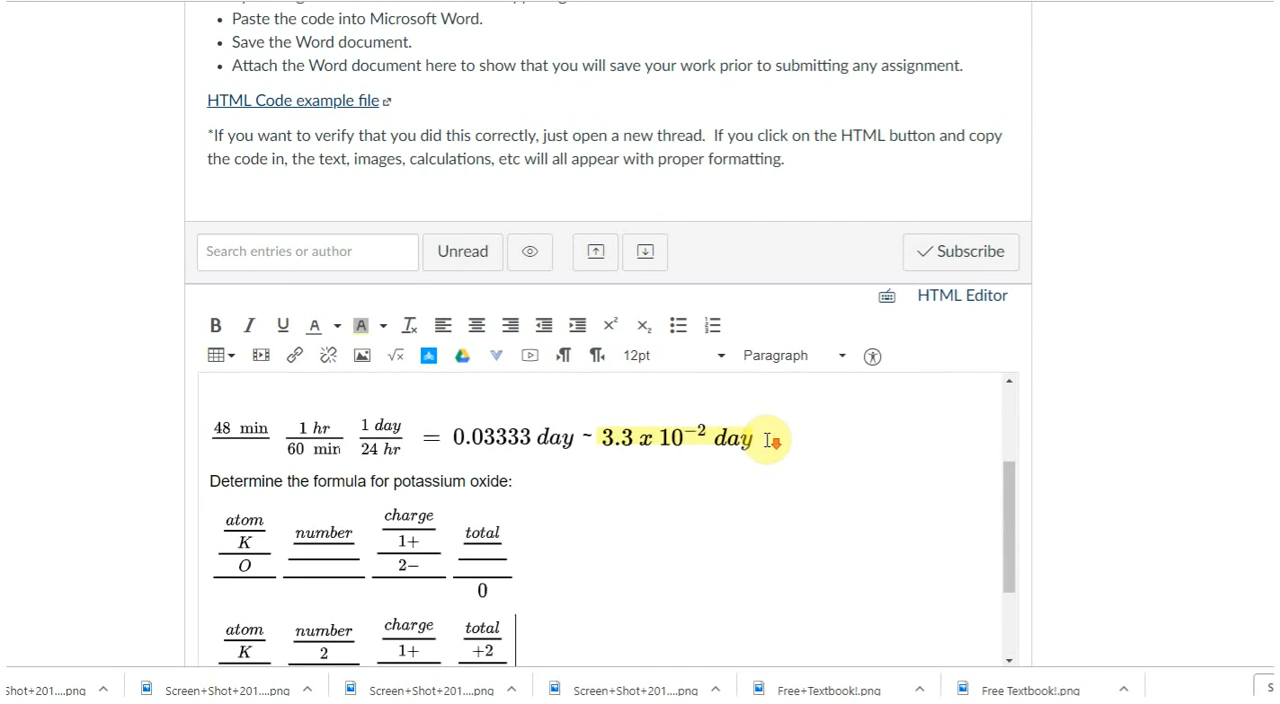 • Paste the code into Microsoft Word.
• Save the Word document.
• Attach the Word document here to show that you will save your work prior to submitting any assignment.
HTML Code example file
*If you want to verify that you did this correctly, just open a new thread. If you click on the HTML button and copy
the code in, the text, images, calculations, etc will all appear with proper formatting.
Search entries or author Unread Subscribe
HTML Editor
B I U A A Ix x² x₂
√x 12pt Paragraph
48 min 1 hr 1 day = 0.03333 day ~ 3.3 x 10⁻² day
60 min 24 hr
Determine the formula for potassium oxide:
atom number charge total
K 1+
O 2−
0
atom number charge total
K 2 1+ +2
Shot+201....png Screen+Shot+201....png Screen+Shot+201....png Screen+Shot+201....png Free+Textbook!.png Free Textbook!.png S